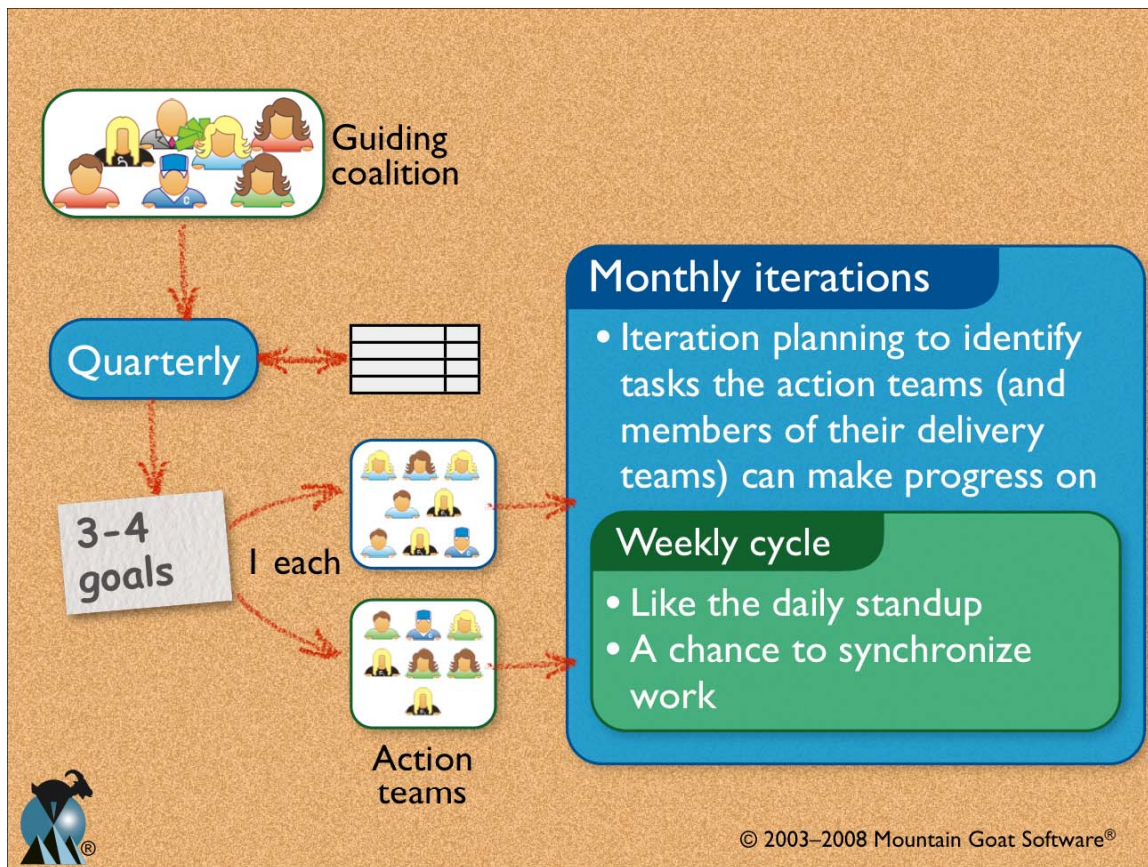 Guiding
coalition
Quarterly
3-4
goals
1 each
Action
teams
Monthly iterations
• Iteration planning to identify
tasks the action teams (and
members of their delivery
teams) can make progress on
Weekly cycle
• Like the daily standup
• A chance to synchronize
work
®
© 2003–2008 Mountain Goat Software®